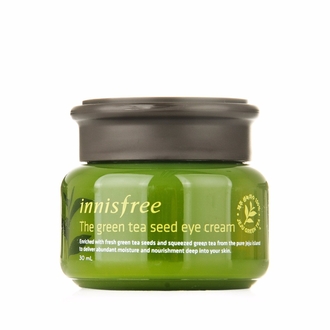 innisfree
The green tea seed eye cream
Enriched with fresh green tea seeds and squeezed green tea from the pure Jeju Island
to deliver abundant moisture and nourishment deep into your skin.
30 mL